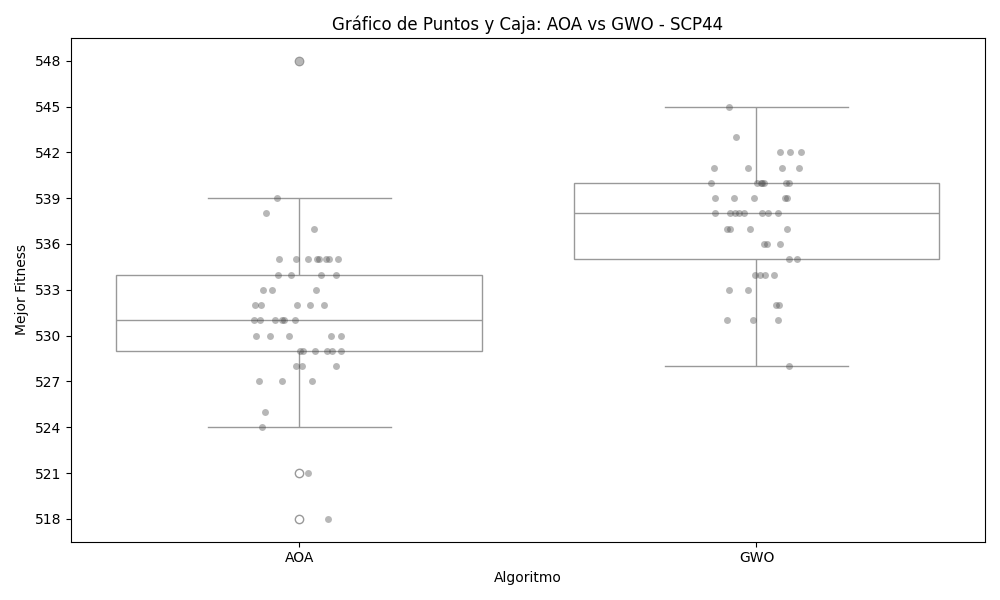 Gráfico de Puntos y Caja: AOA vs GWO - SCP44
Mejor Fitness
548
545
542
539
536
533
530
527
524
521
518
AOA
GWO
Algoritmo